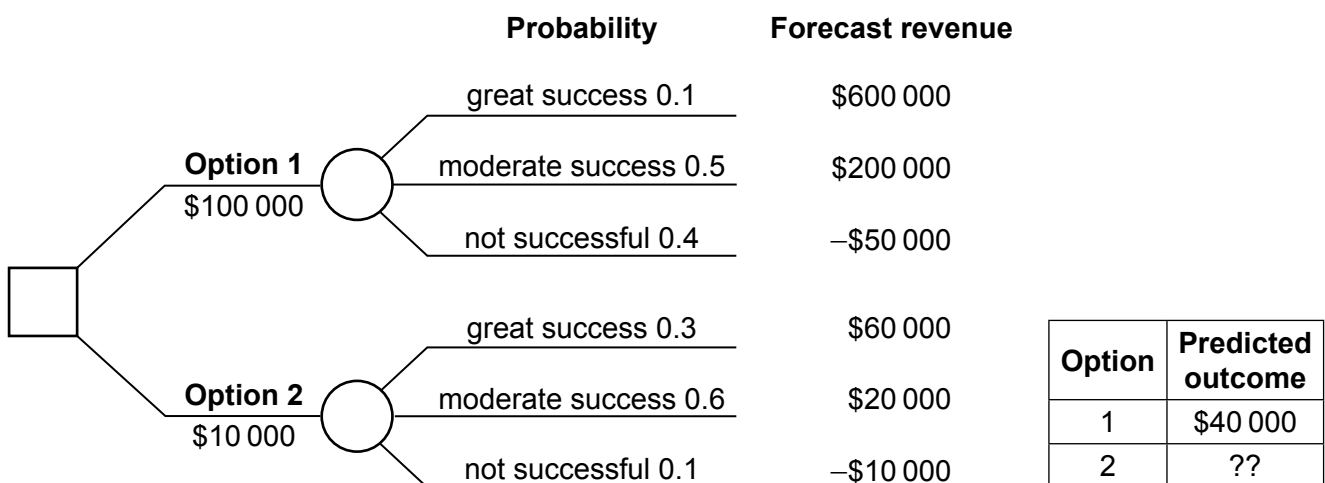 Probability Forecast revenue
great success 0.1 $600 000
Option 1 moderate success 0.5 $200 000
$100 000
not successful 0.4 –$50 000
great success 0.3 $60 000
Option 2 moderate success 0.6 $20 000
$10 000
not successful 0.1 –$10 000
Option Predicted outcome
1 $40 000
2 ??